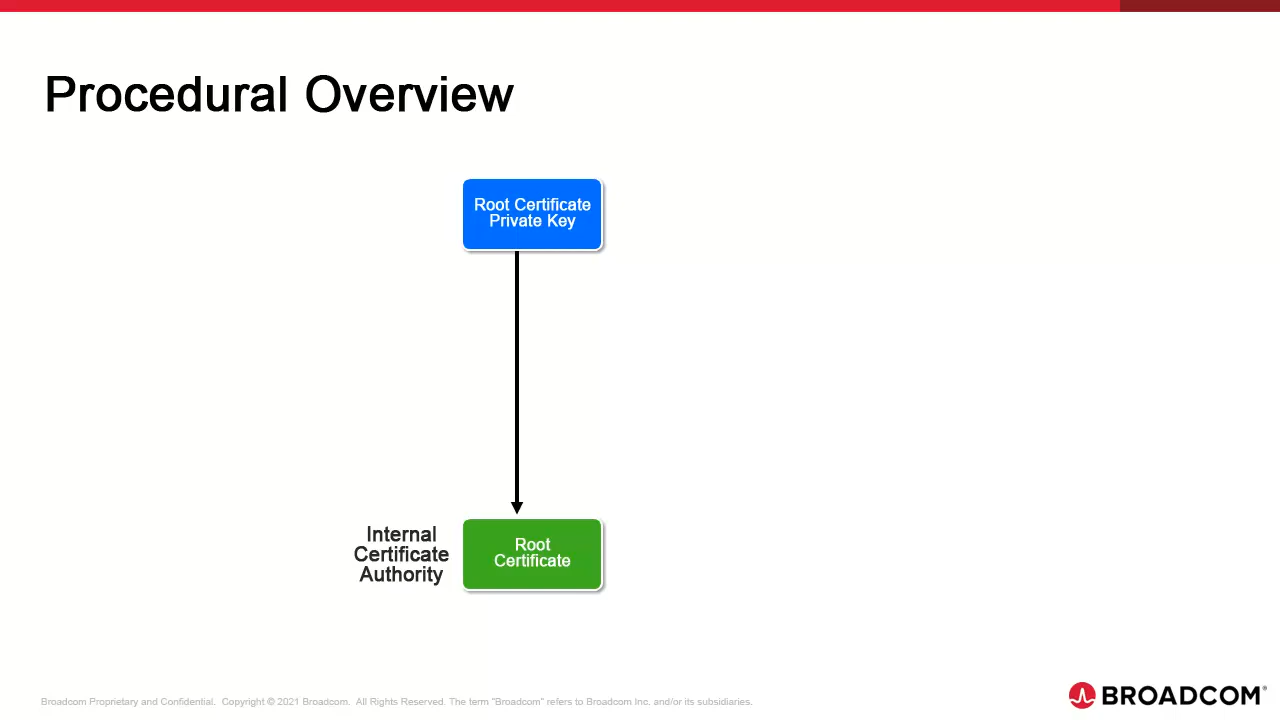 Procedural Overview
Root Certificate
Private Key
Internal
Certificate
Authority
Root
Certificate
Broadcom Proprietary and Confidential.  Copyright © 2021 Broadcom.  All Rights Reserved. The term "Broadcom" refers to Broadcom Inc. and/or its subsidiaries.
BROADCOM®